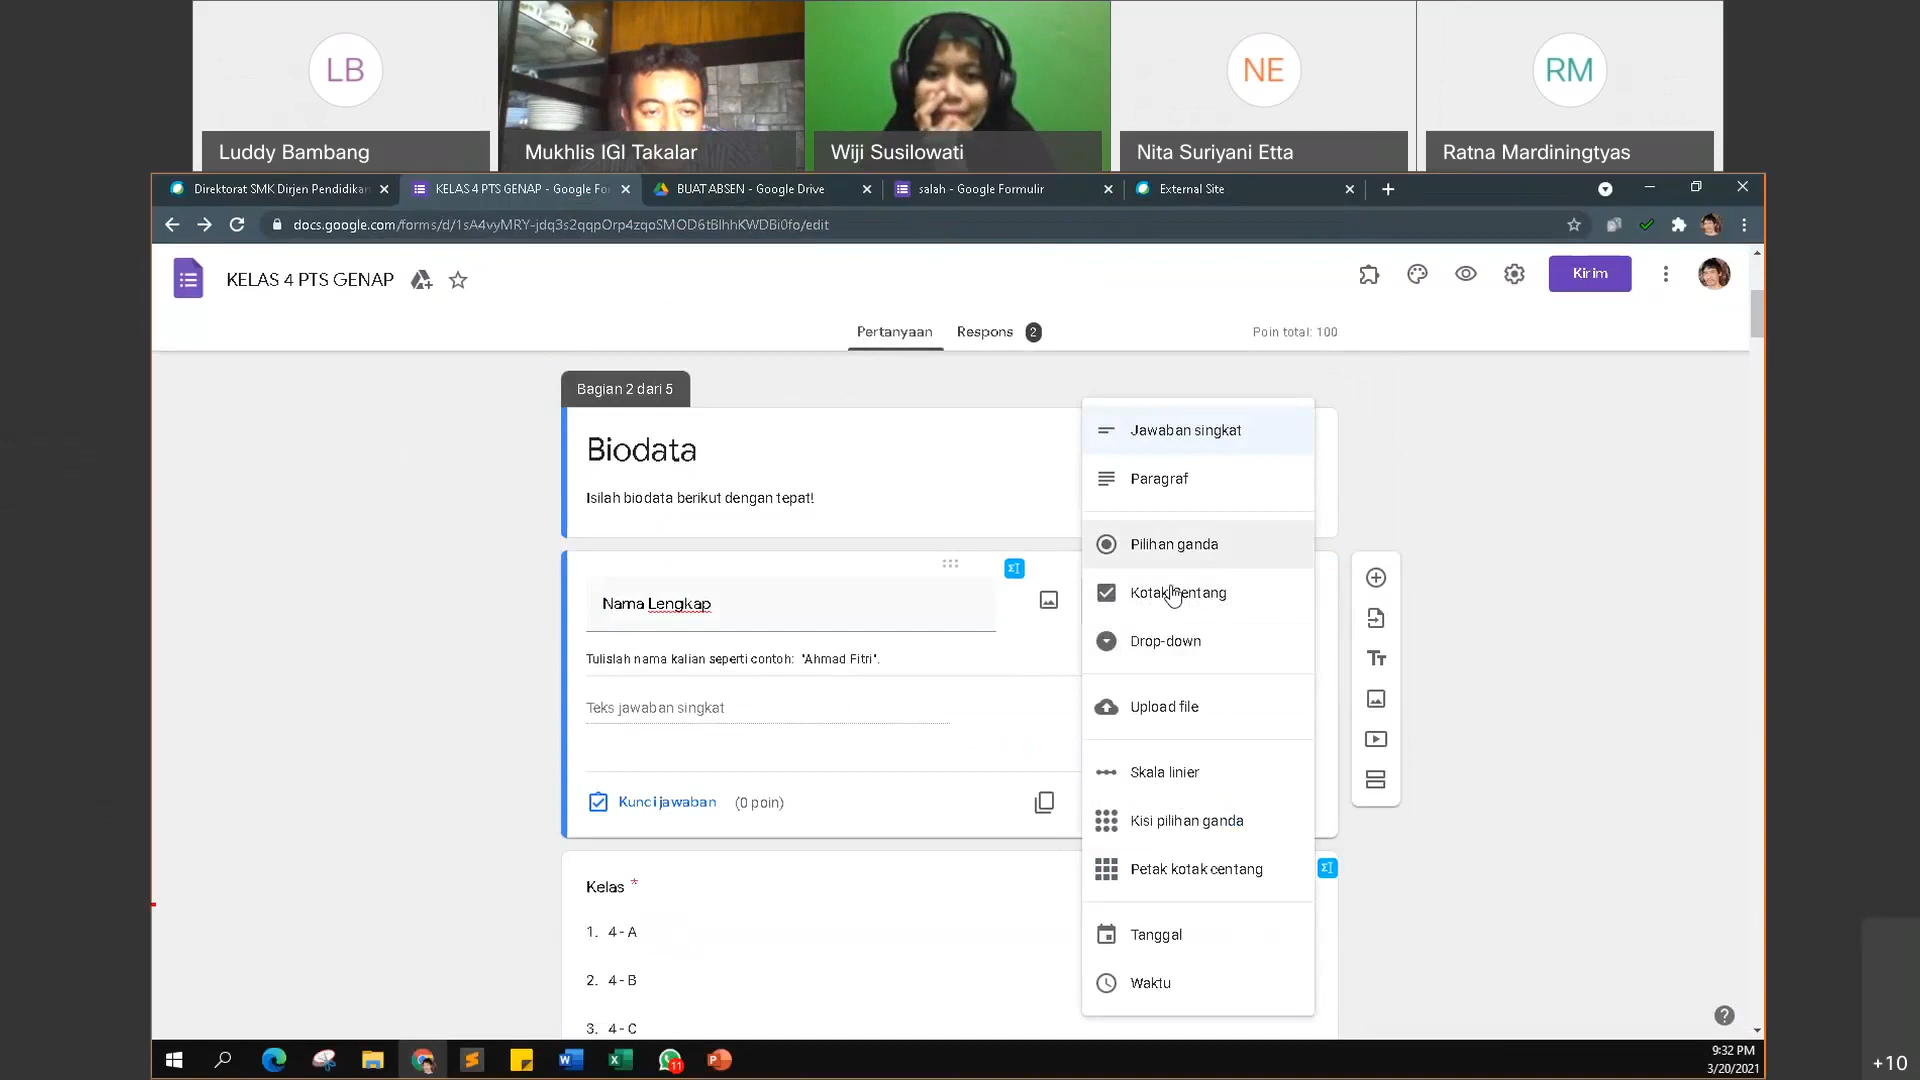 LB
NE
RM
Luddy Bambang
Mukhlis IGI Takalar
Wiji Susilowati
Nita Suriyani Etta
Ratna Mardiningtyas
Direktorat SMK Dirjen Pendidikan
KELAS 4 PTS GENAP - Google Fo
BUAT ABSEN - Google Drive
salah - Google Formulir
External Site
docs.google.com/forms/d/1sA4vyMRY-jdq3s2qqpOrp4zqoSMOD6tBlhhKWDBi0fo/edit
KELAS 4 PTS GENAP
Kirim
Pertanyaan
Respons 2
Poin total: 100
Bagian 2 dari 5
Biodata
Isilah biodata berikut dengan tepat!
Nama Lengkap
Tulislah nama kalian seperti contoh: "Ahmad Fitri".
Teks jawaban singkat
Kunci jawaban (0 poin)
Kelas *
1. 4 - A
2. 4 - B
3. 4 - C
Jawaban singkat
Paragraf
Pilihan ganda
Kotak centang
Drop-down
Upload file
Skala linier
Kisi pilihan ganda
Petak kotak centang
Tanggal
Waktu
11
9:32 PM
3/20/2021
+10